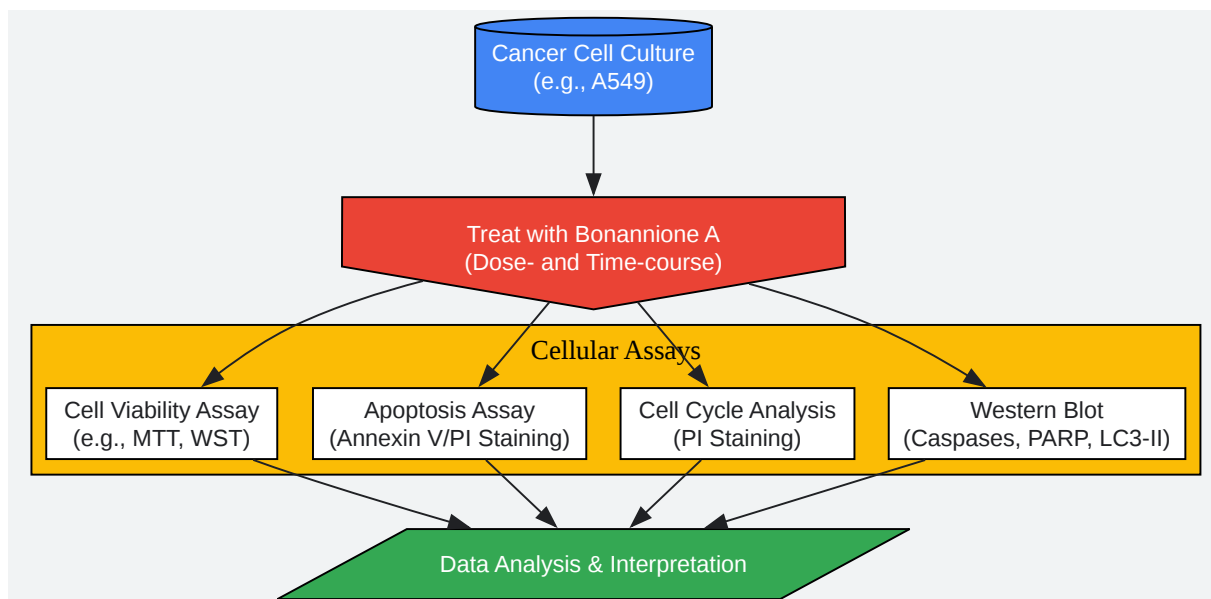 Cancer Cell Culture
(e.g., A549)
Treat with Bonannione A
(Dose- and Time-course)
Cellular Assays
Cell Viability Assay
(e.g., MTT, WST)
Apoptosis Assay
(Annexin V/PI Staining)
Cell Cycle Analysis
(PI Staining)
Western Blot
(Caspases, PARP, LC3-II)
Data Analysis & Interpretation